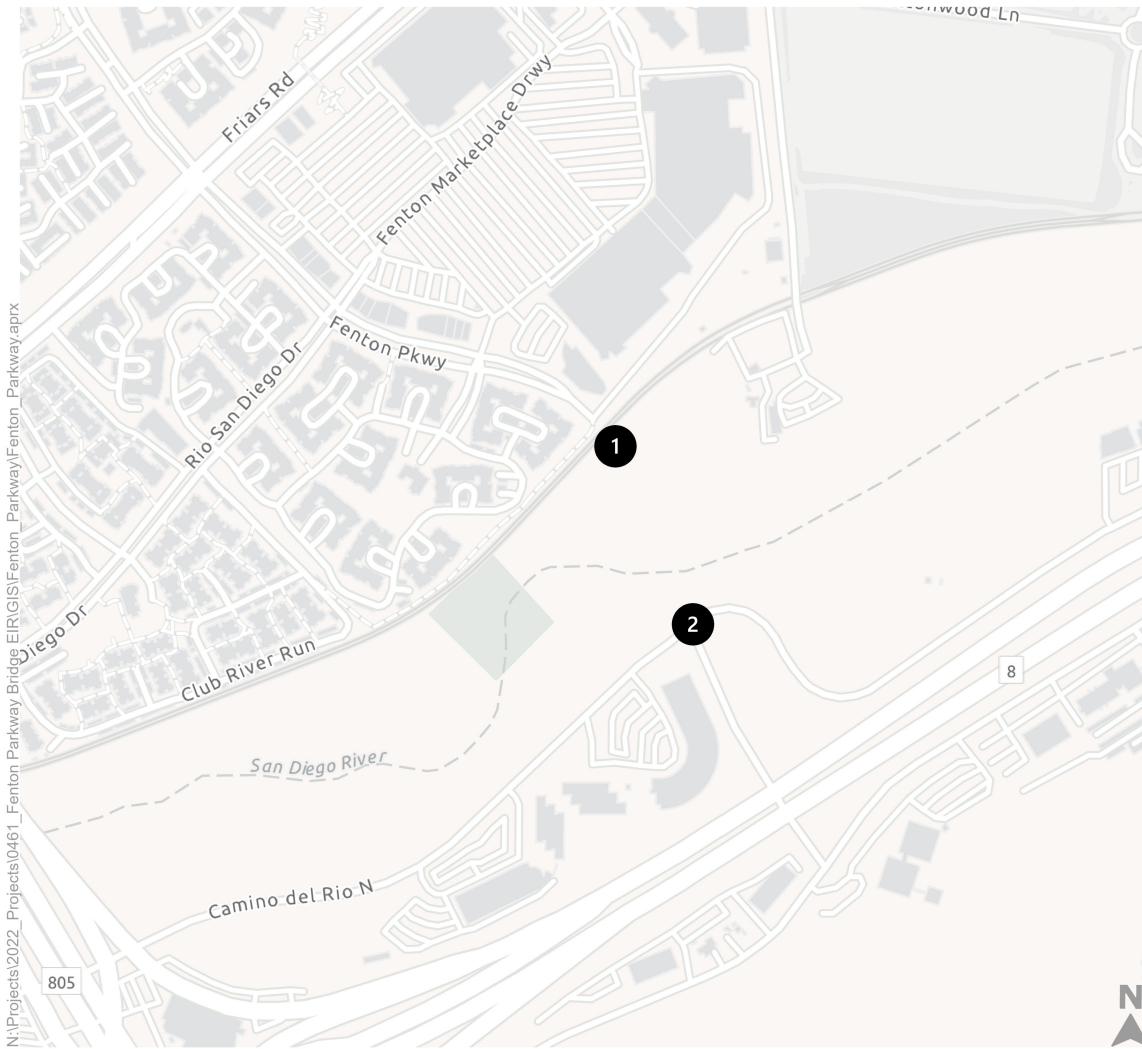 Friars Rd
Fenton Marketplace Drwy
Fenton Pkwy
Rio San Diego Dr
1
2
8
Diego Dr
Club River Run
San Diego River
Camino del Rio N
805
N
N:\Projects\2022_Projects\0461_Fenton Parkway Bridge EIR\GIS\Fenton_Parkway\Fenton_Parkway.aprx